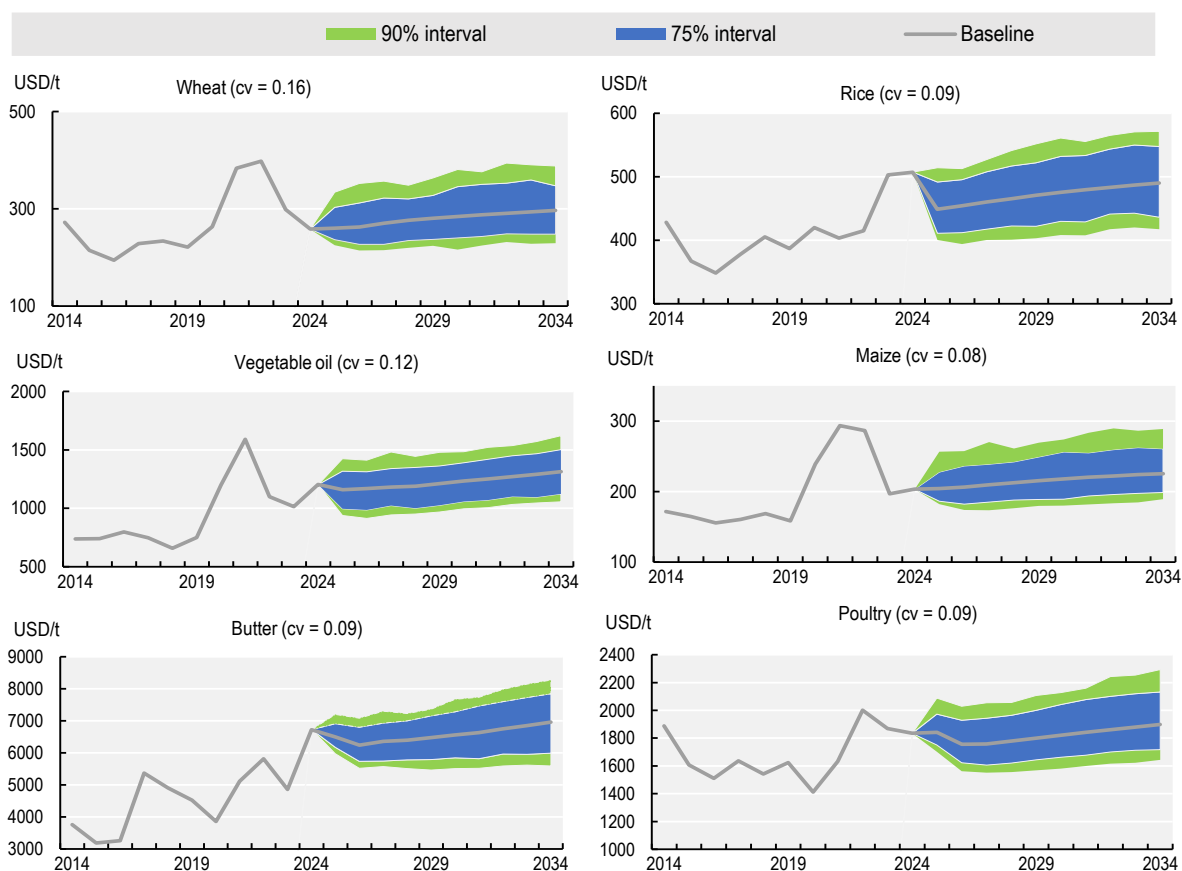 90% interval 75% interval Baseline
USD/t
Wheat (cv = 0.16)
500
300
100
2014 2019 2024 2029 2034
USD/t
Rice (cv = 0.09)
600
500
400
300
2014 2019 2024 2029 2034
USD/t
Vegetable oil (cv = 0.12)
2000
1500
1000
500
2014 2019 2024 2029 2034
USD/t
Maize (cv = 0.08)
300
200
100
2014 2019 2024 2029 2034
USD/t
Butter (cv = 0.09)
9000
8000
7000
6000
5000
4000
3000
2014 2019 2024 2029 2034
USD/t
Poultry (cv = 0.09)
2400
2200
2000
1800
1600
1400
1200
1000
2014 2019 2024 2029 2034